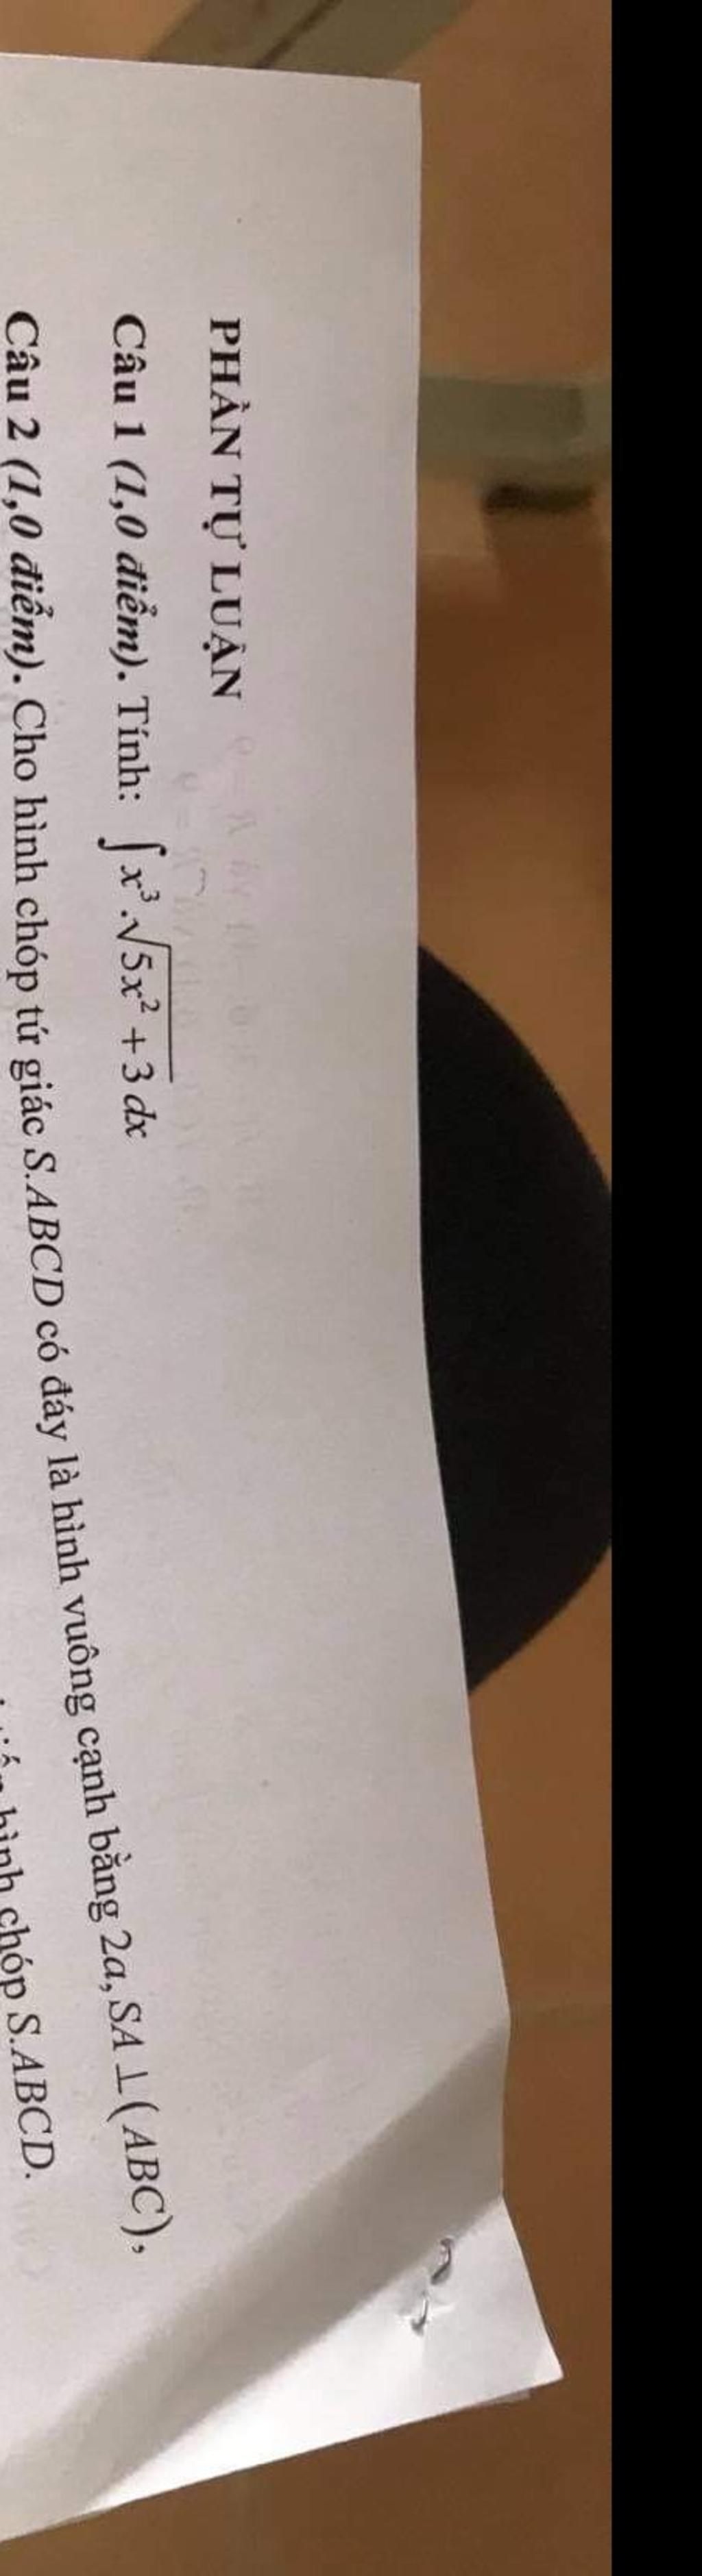 PHẦN TỰ LUẬN
Câu 1 (1,0 điểm). Tính: ∫ x³.√(5x² + 3) dx
Câu 2 (1,0 điểm). Cho hình chóp tứ giác S.ABCD có đáy là hình vuông cạnh bằng 2a, SA ⊥ (ABC),
hình chóp S.ABCD.